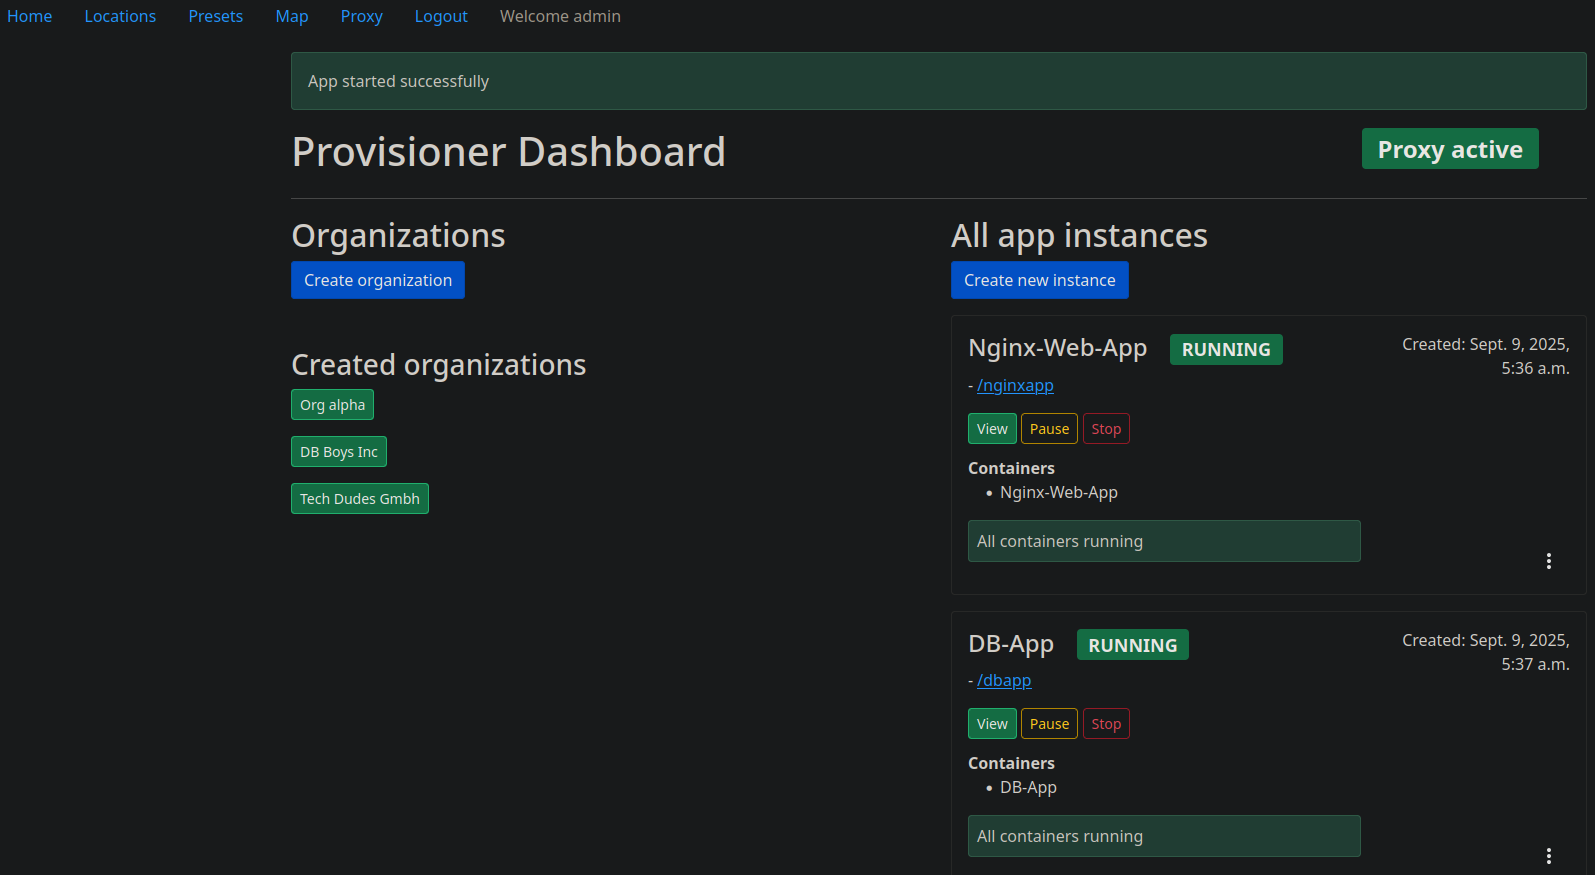 Home Locations Presets Map Proxy Logout Welcome admin
App started successfully
Provisioner Dashboard
Proxy active
Organizations
Create organization
Created organizations
Org alpha
DB Boys Inc
Tech Dudes Gmbh
All app instances
Create new instance
Nginx-Web-App RUNNING
Created: Sept. 9, 2025,
5:36 a.m.
- /nginxapp
View Pause Stop
Containers
• Nginx-Web-App
All containers running
DB-App RUNNING
Created: Sept. 9, 2025,
5:37 a.m.
- /dbapp
View Pause Stop
Containers
• DB-App
All containers running